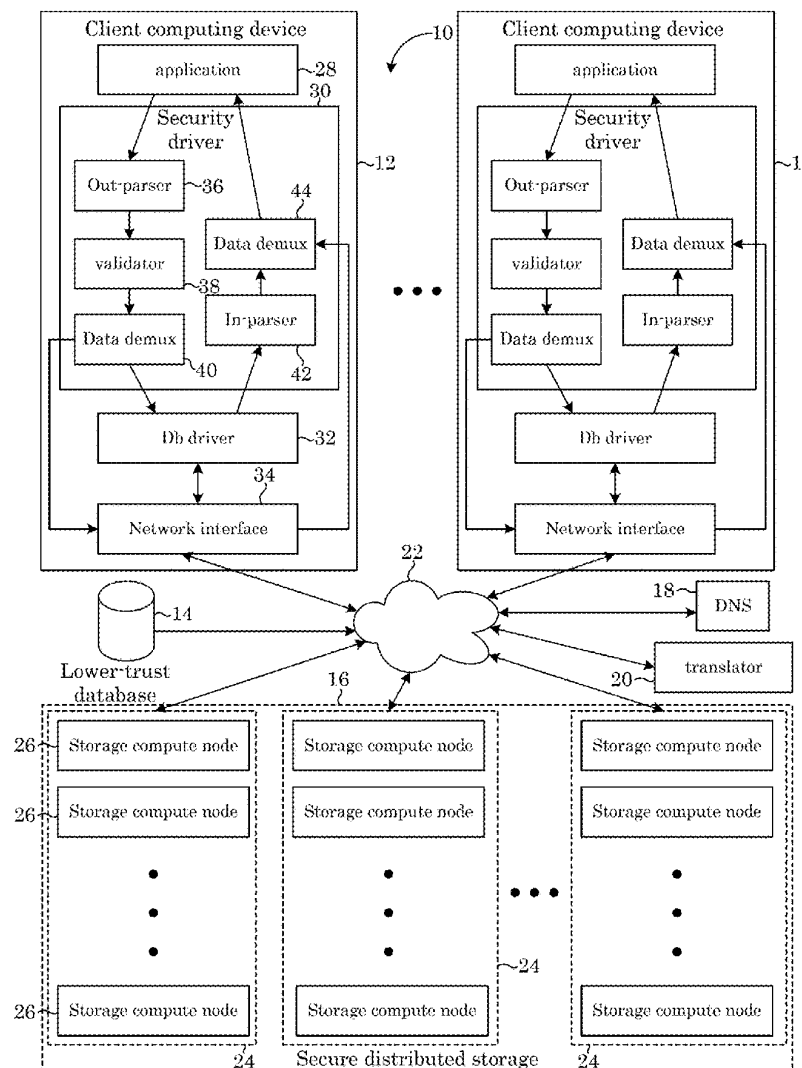 Client computing device
10
Client computing device
application
28
application
30
Security
driver
Security
driver
12
1
Out-parser
36
44
Out-parser
Data demux
Data demux
validator
38
validator
In-parser
42
In-parser
Data demux
40
Data demux
Db driver
32
Db driver
34
Network interface
Network interface
22
14
18
DNS
Lower-trust
database
translator
20
16
26
Storage compute node
Storage compute node
Storage compute node
26
Storage compute node
Storage compute node
Storage compute node
24
26
Storage compute node
Storage compute node
Storage compute node
24
Secure distributed storage
24